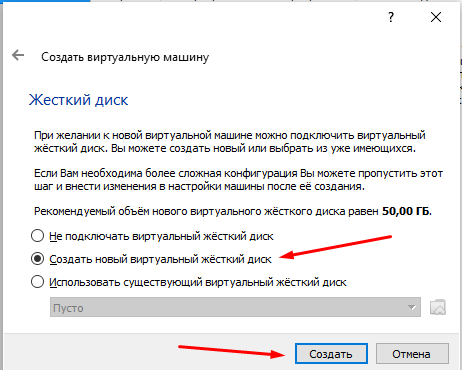 ?
Создать виртуальную машину
Жесткий диск
При желании к новой виртуальной машине можно подключить виртуальный
жёсткий диск. Вы можете создать новый или выбрать из уже имеющихся.
Если Вам необходима более сложная конфигурация Вы можете пропустить этот
шаг и внести изменения в настройки машины после её создания.
Рекомендуемый объём нового виртуального жёсткого диска равен 50,00 ГБ.
Не подключать виртуальный жёсткий диск
Создать новый виртуальный жёсткий диск
Использовать существующий виртуальный жёсткий диск
Пусто
Создать
Отмена